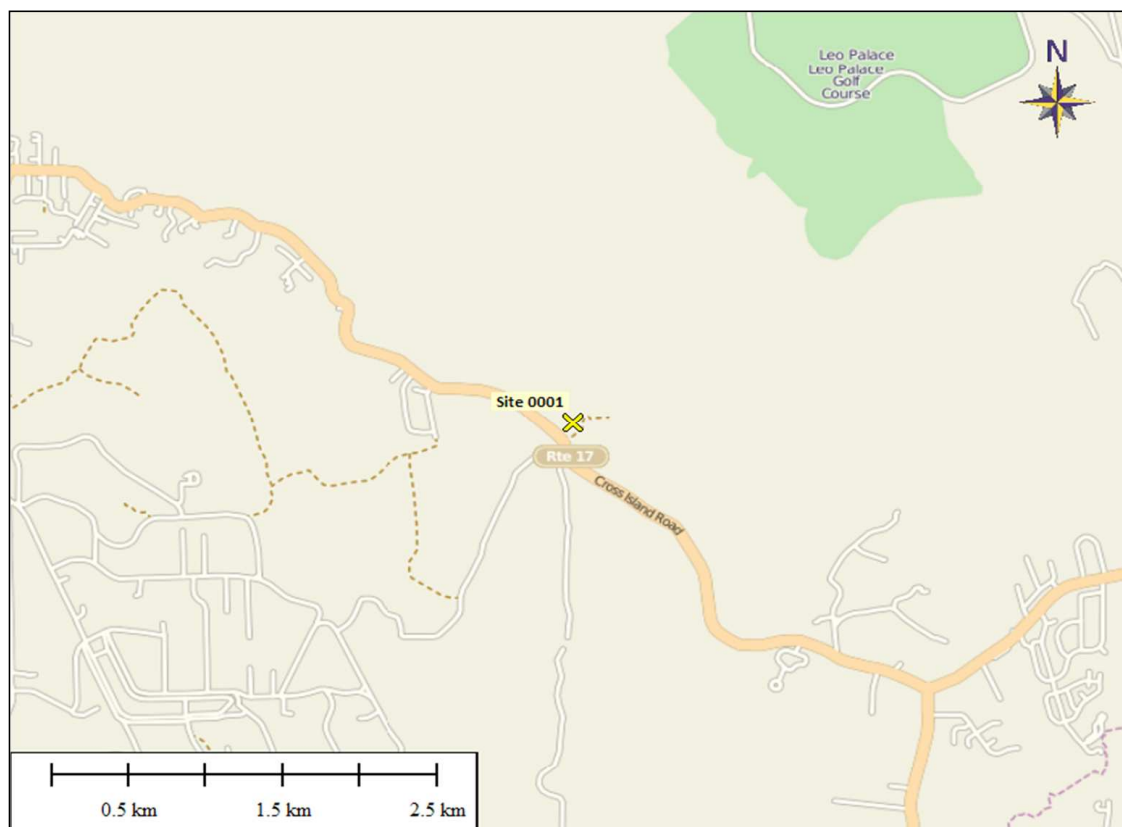 Leo Palace
Leo Palace
Golf
Course
N
Site 0001
Rte 17
Cross Island Road
0.5 km 1.5 km 2.5 km